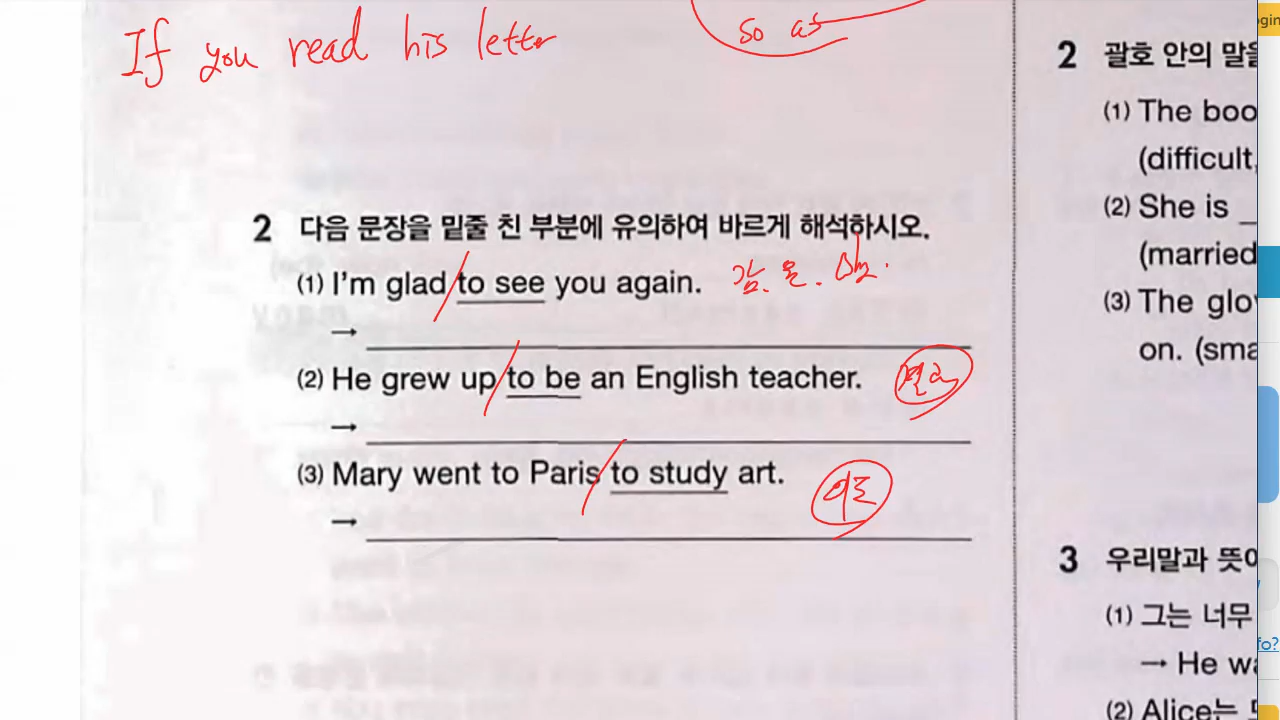 If you read his letter
so as
2 다음 문장을 밑줄 친 부분에 유의하여 바르게 해석하시오.
(1) I'm glad to see you again. 감. 원.
→
(2) He grew up to be an English teacher. 결과
→
(3) Mary went to Paris to study art. 의도
→
2 괄호 안의 말을
(1) The boo
(difficult,
(2) She is _
(married
(3) The glo
on. (sma
3 우리말과 뜻이
(1) 그는 너무
→ He wa
(2) Alice는
ogin
fo?